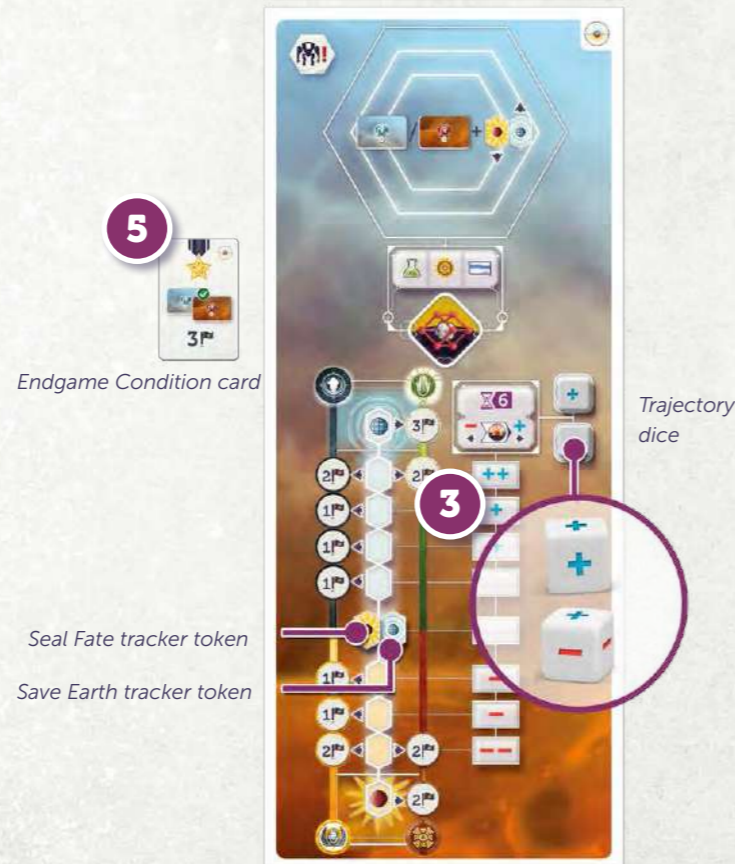 !
/ +
5
3
Endgame Condition card
6 +
3
- +
Trajectory
dice
2 2 ++
1 3 +
1 +
1
+
+
-
Seal Fate tracker token
Save Earth tracker token
1 -
1 -
2 2 --
2